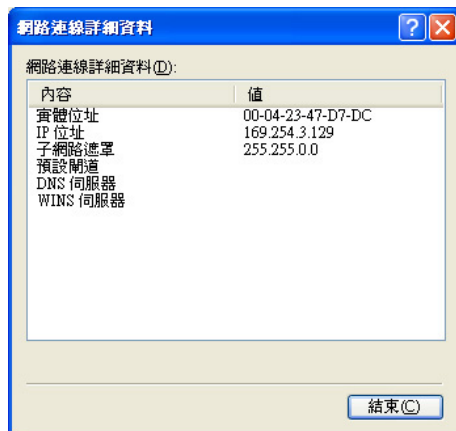 網路連線詳細資料
網路連線詳細資料(D):
內容 值
實體位址 00-04-23-47-D7-DC
IP 位址 169.254.3.129
子網路遮罩 255.255.0.0
預設閘道
DNS 伺服器
WINS 伺服器
結束(C)